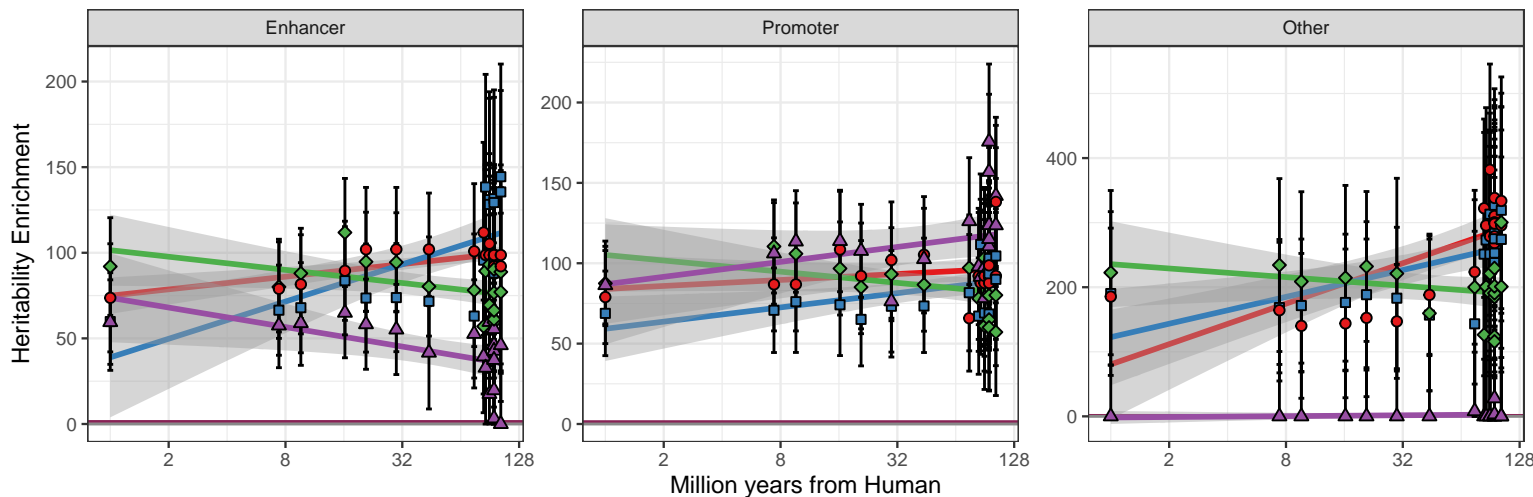 Enhancer
Promoter
Other
Heritability Enrichment
200
150
100
50
0
200
150
100
50
0
400
200
0
2 8 32 128
2 8 32 128
2 8 32 128
Million years from Human